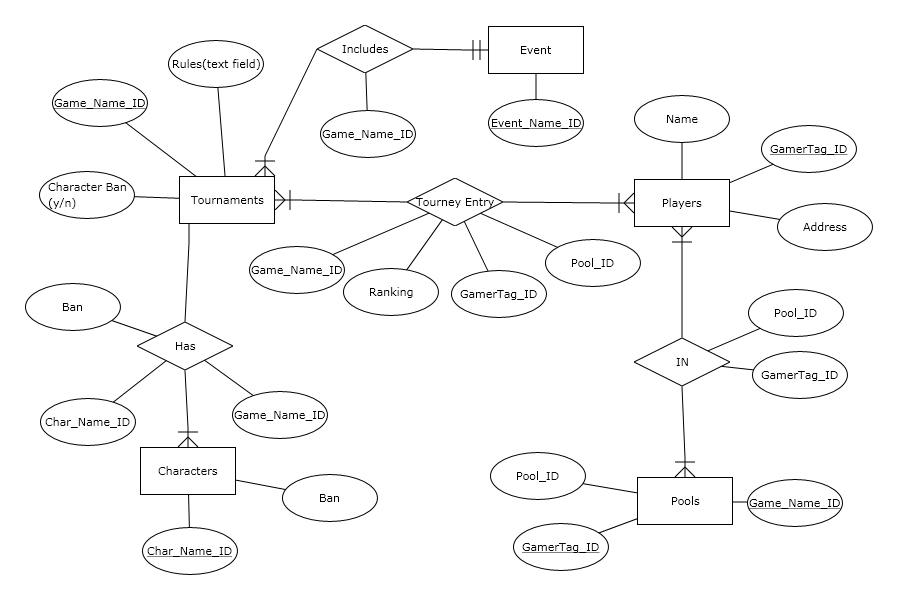 Includes
Event
Rules(text field)
Game_Name_ID
Game_Name_ID
Event_Name_ID
Name
GamerTag_ID
Character Ban
(y/n)
Tournaments
Tourney Entry
Players
Address
Game_Name_ID
Ranking
GamerTag_ID
Pool_ID
Ban
Has
Pool_ID
IN
GamerTag_ID
Char_Name_ID
Game_Name_ID
Characters
Ban
Char_Name_ID
Pool_ID
Pools
Game_Name_ID
GamerTag_ID